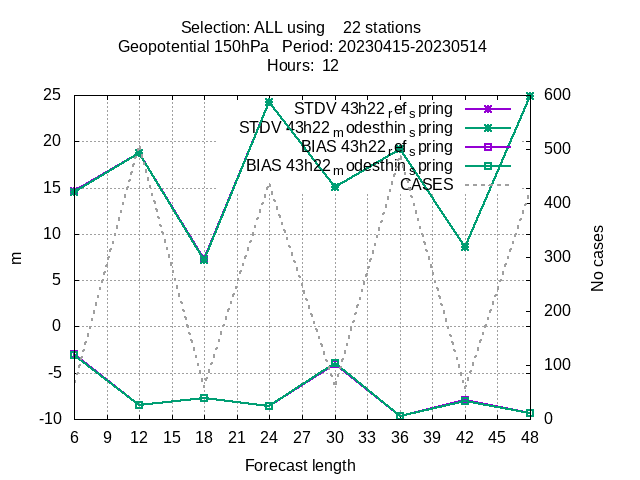 Selection: ALL using    22 stations
Geopotential 150hPa   Period: 20230415-20230514
Hours:  12
STDV 43h22_ref_spring
STDV 43h22_modesthin_spring
BIAS 43h22_ref_spring
BIAS 43h22_modesthin_spring
CASES
25
20
15
10
5
0
-5
-10
m
600
500
400
300
200
100
0
No cases
6 9 12 15 18 21 24 27 30 33 36 39 42 45 48
Forecast length